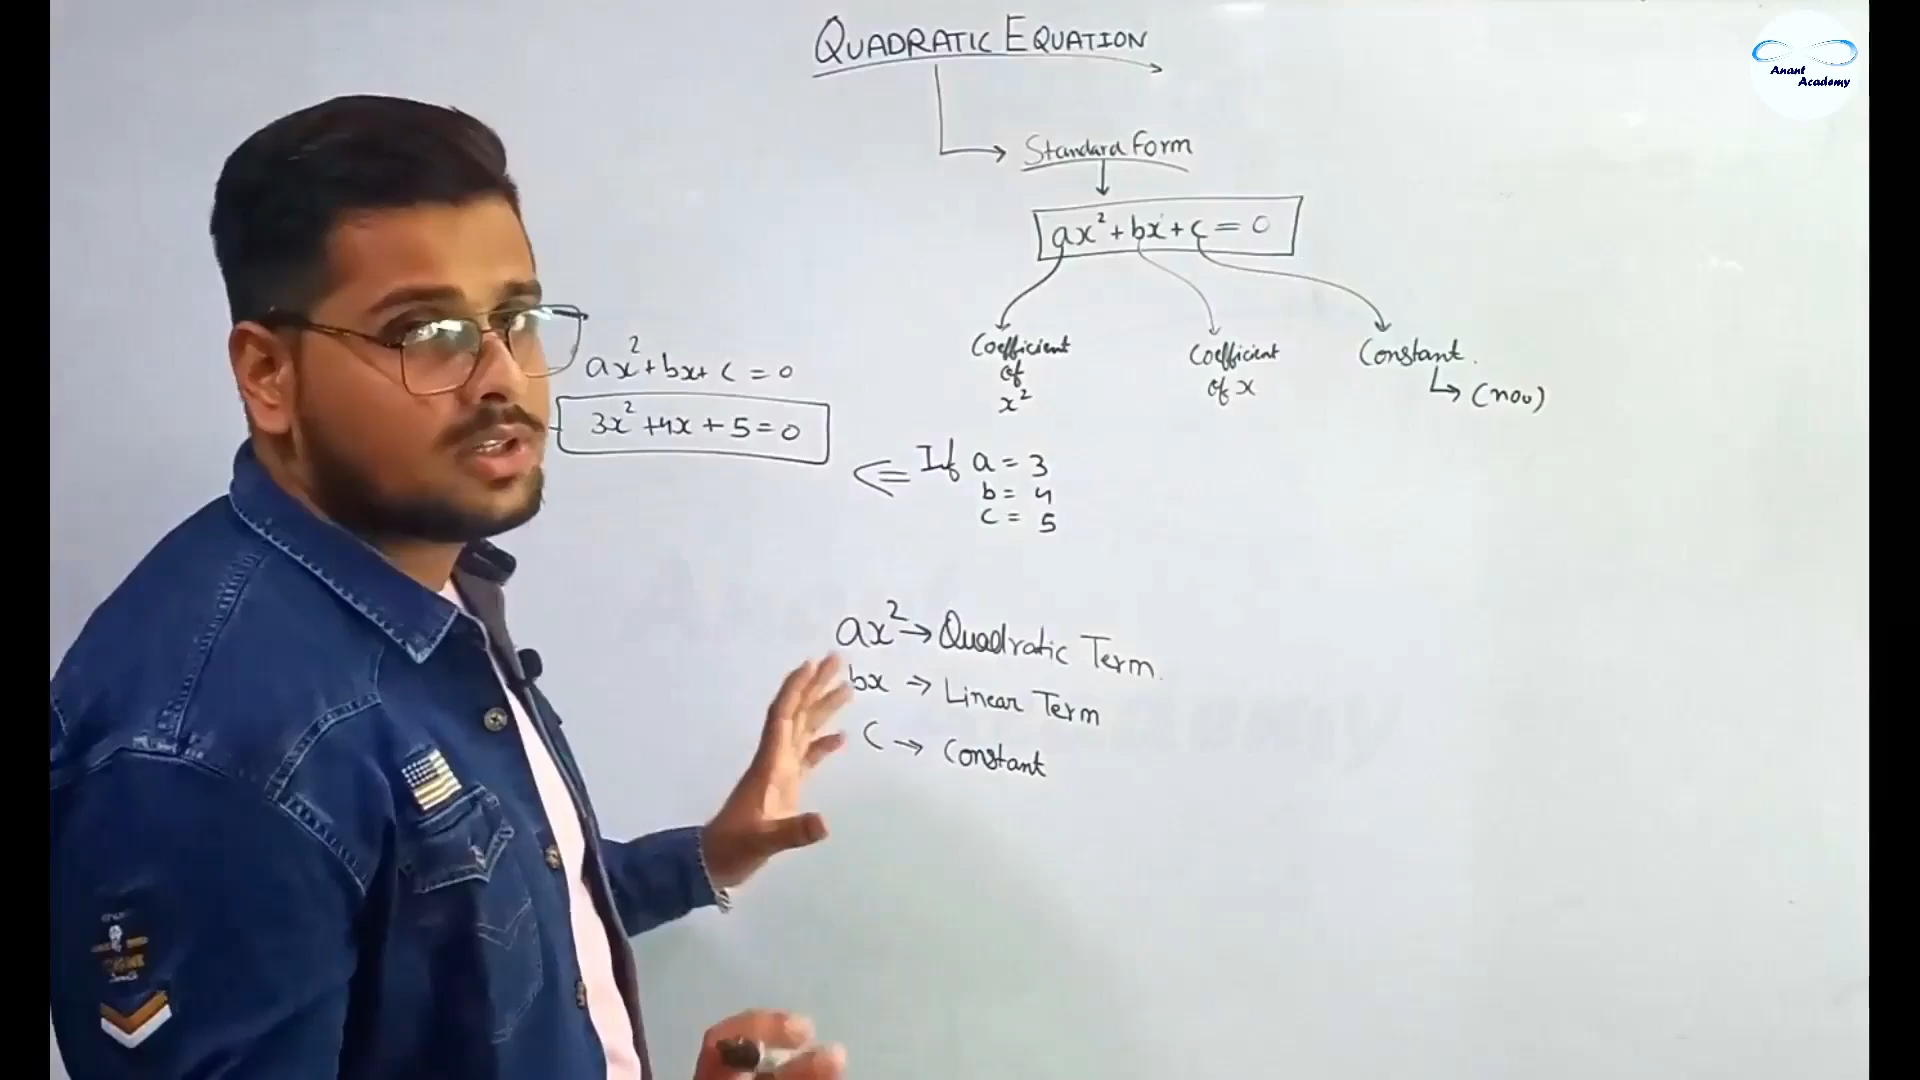 QUADRATIC EQUATION
Anant
Academy
Standard Form
ax²+bx+c=0
Coefficient
of
x²
Coefficient
of x
Constant.
ax²+bx+c=0
3x²+4x+5=0
If a=3
b=4
c=5
ax²→Quadratic Term.
bx→Linear Term
C→Constant